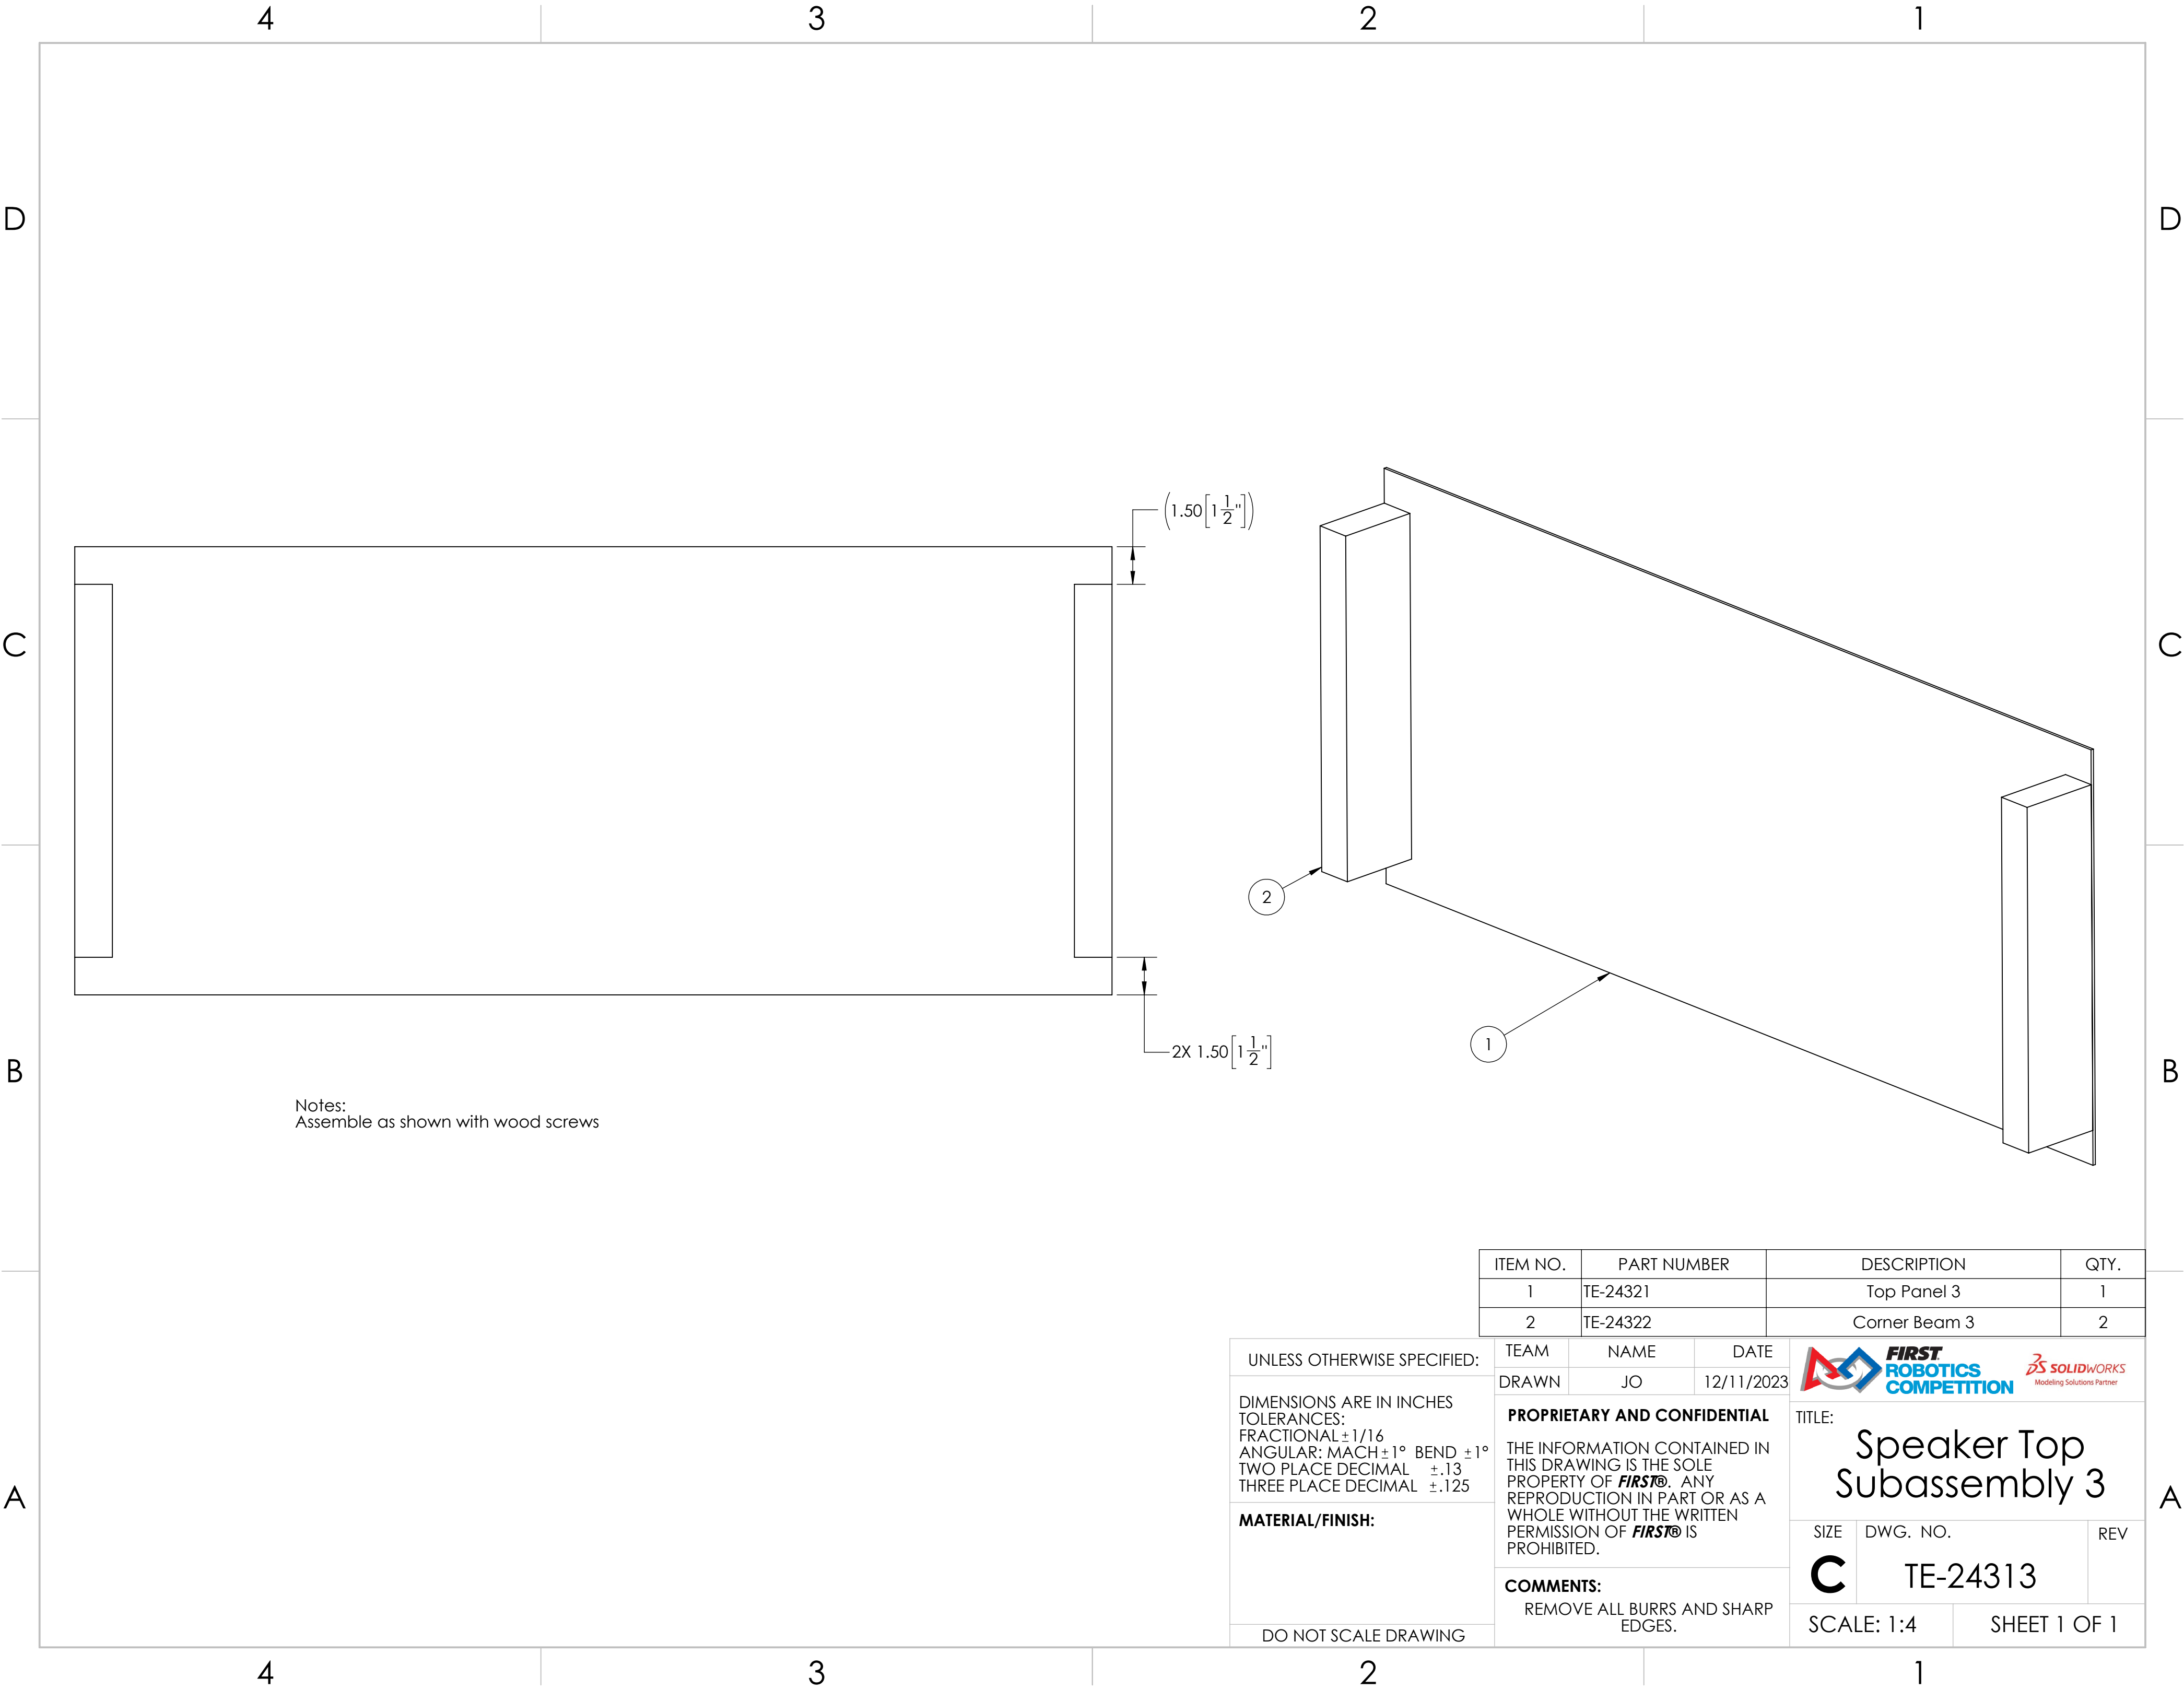 4 3 2 1
D D
(1.50[1 1/2"])
C C
2
1
2X 1.50[1 1/2"]
B B
Notes:
Assemble as shown with wood screws
ITEM NO. PART NUMBER DESCRIPTION QTY.
1 TE-24321 Top Panel 3 1
2 TE-24322 Corner Beam 3 2
UNLESS OTHERWISE SPECIFIED:
DIMENSIONS ARE IN INCHES
TOLERANCES:
FRACTIONAL±1/16
ANGULAR: MACH±1° BEND ±1°
TWO PLACE DECIMAL ±.13
THREE PLACE DECIMAL ±.125
MATERIAL/FINISH:
DO NOT SCALE DRAWING
TEAM NAME DATE
DRAWN JO 12/11/2023
PROPRIETARY AND CONFIDENTIAL
THE INFORMATION CONTAINED IN
THIS DRAWING IS THE SOLE
PROPERTY OF FIRST®. ANY
REPRODUCTION IN PART OR AS A
WHOLE WITHOUT THE WRITTEN
PERMISSION OF FIRST® IS
PROHIBITED.
COMMENTS:
REMOVE ALL BURRS AND SHARP
EDGES.
FIRST
ROBOTICS
COMPETITION
3S SOLIDWORKS
Modeling Solutions Partner
TITLE:
Speaker Top
Subassembly 3
SIZE DWG. NO. REV
C TE-24313
SCALE: 1:4 SHEET 1 OF 1
A A
4 3 2 1